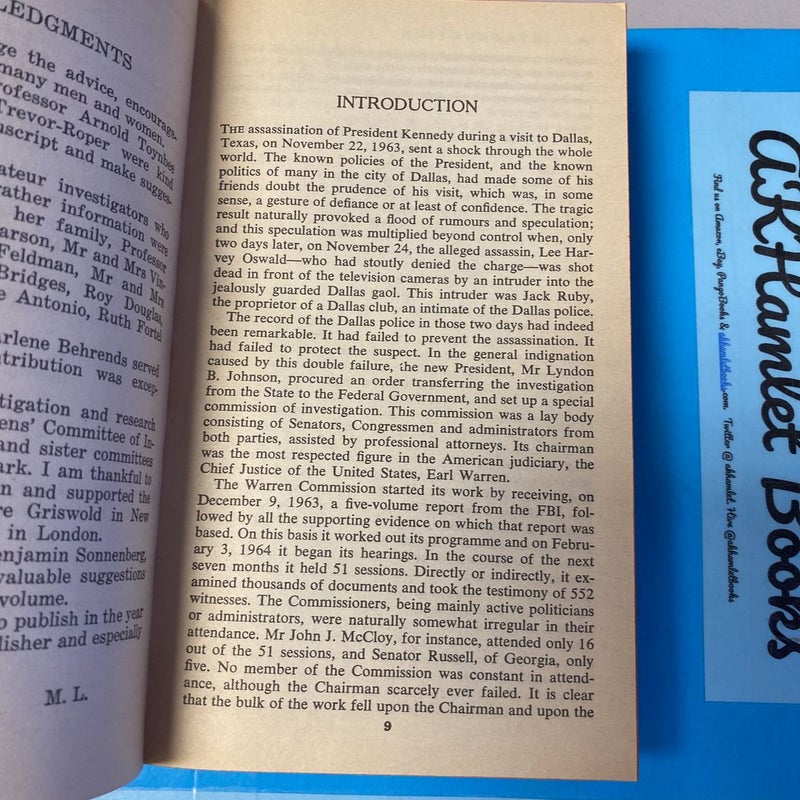 LEDGMENTS
ge the advice, encourage-
many men and women.
rofessor Arnold Toynbee
Trevor-Roper were kind
uscript and make sugges-
ateur investigators who
rather information were
her family, Professor
arson, Mr and Mrs Vin-
Feldman, Mr and Mrs
Bridges, Roy Douglas,
e Antonio, Ruth Fortel
arlene Behrends served
ntribution was excep-
tigation and research
ens' Committee of In-
and sister committees
ark. I am thankful to
n and supported the
re Griswold in New
in London.
enjamin Sonnenberg,
valuable suggestions
volume.
o publish in the year
lisher and especially
M. L.
INTRODUCTION
THE assassination of President Kennedy during a visit to Dallas,
Texas, on November 22, 1963, sent a shock through the whole
world. The known policies of the President, and the known
politics of many in the city of Dallas, had made some of his
friends doubt the prudence of his visit, which was, in some
sense, a gesture of defiance or at least of confidence. The tragic
result naturally provoked a flood of rumours and speculation;
and this speculation was multiplied beyond control when, only
two days later, on November 24, the alleged assassin, Lee Har-
vey Oswald—who had stoutly denied the charge—was shot
dead in front of the television cameras by an intruder into the
jealously guarded Dallas gaol. This intruder was Jack Ruby,
the proprietor of a Dallas club, an intimate of the Dallas police.
The record of the Dallas police in those two days had indeed
been remarkable. It had failed to prevent the assassination. It
had failed to protect the suspect. In the general indignation
caused by this double failure, the new President, Mr Lyndon
B. Johnson, procured an order transferring the investigation
from the State to the Federal Government, and set up a special
commission of investigation. This commission was a lay body
consisting of Senators, Congressmen and administrators from
both parties, assisted by professional attorneys. Its chairman
was the most respected figure in the American judiciary, the
Chief Justice of the United States, Earl Warren.
The Warren Commission started its work by receiving, on
December 9, 1963, a five-volume report from the FBI, fol-
lowed by all the supporting evidence on which that report was
based. On this basis it worked out its programme and on Febru-
ary 3, 1964 it began its hearings. In the course of the next
seven months it held 51 sessions. Directly or indirectly, it ex-
amined thousands of documents and took the testimony of 552
witnesses. The Commissioners, being mainly active politicians
or administrators, were naturally somewhat irregular in their
attendance. Mr John J. McCloy, for instance, attended only 16
out of the 51 sessions, and Senator Russell, of Georgia, only
five. No member of the Commission was constant in attend-
ance, although the Chairman scarcely ever failed. It is clear
that the bulk of the work fell upon the Chairman and upon the
9
aKHamlet Books
Find us on Amazon, eBay, PangoBooks & akhamletbooks.com. Twitter @ akhamlet. Hive @akhamletbooks